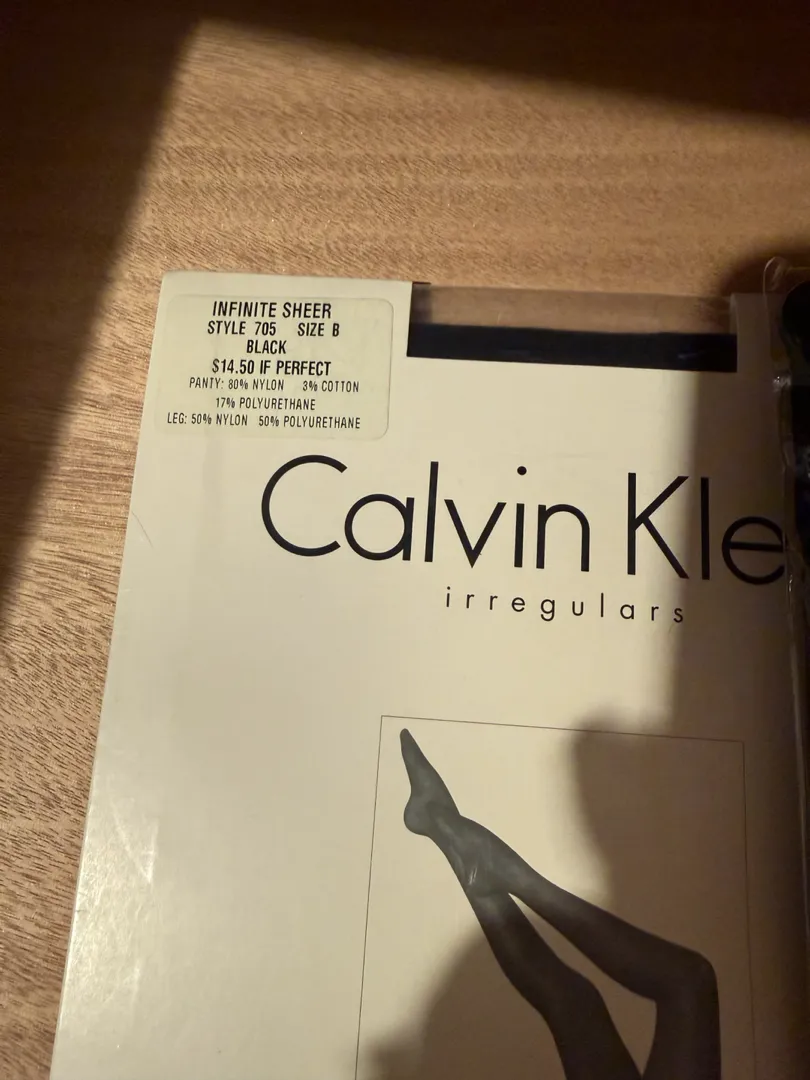 INFINITE SHEER
STYLE 705 SIZE B
BLACK
$14.50 IF PERFECT
PANTY: 80% NYLON 3% COTTON
17% POLYURETHANE
LEG: 50% NYLON 50% POLYURETHANE
Calvin Kle
irregulars